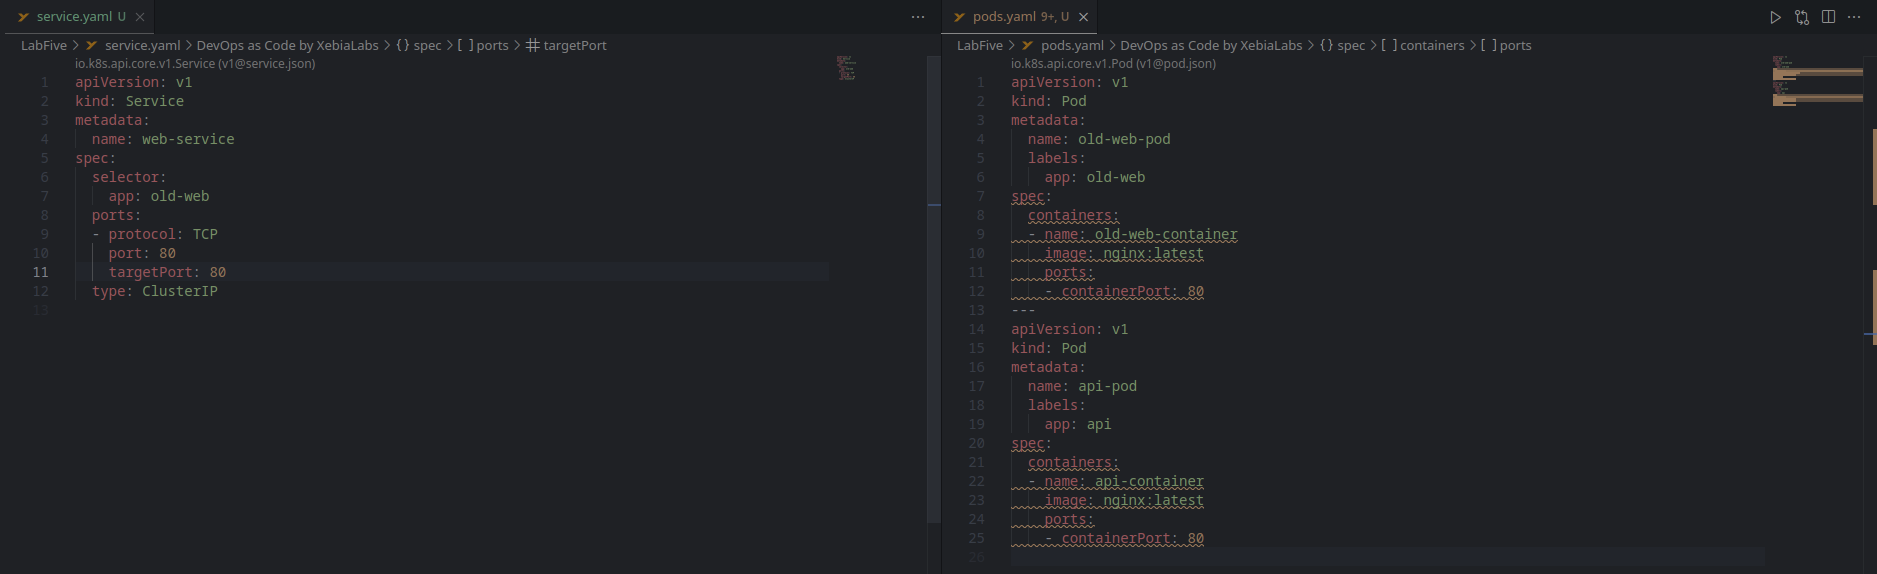 service.yaml U
LabFive > service.yaml > DevOps as Code by XebiaLabs > {} spec > [ ] ports > # targetPort
io.k8s.api.core.v1.Service (v1@service.json)
1 apiVersion: v1
2 kind: Service
3 metadata:
4   name: web-service
5 spec:
6   selector:
7     app: old-web
8   ports:
9   - protocol: TCP
10     port: 80
11     targetPort: 80
12   type: ClusterIP
13
pods.yaml 9+, U
LabFive > pods.yaml > DevOps as Code by XebiaLabs > {} spec > [ ] containers > [ ] ports
io.k8s.api.core.v1.Pod (v1@pod.json)
1 apiVersion: v1
2 kind: Pod
3 metadata:
4   name: old-web-pod
5   labels:
6     app: old-web
7 spec:
8   containers:
9   - name: old-web-container
10     image: nginx:latest
11     ports:
12     - containerPort: 80
13 ---
14 apiVersion: v1
15 kind: Pod
16 metadata:
17   name: api-pod
18   labels:
19     app: api
20 spec:
21   containers:
22   - name: api-container
23     image: nginx:latest
24     ports:
25     - containerPort: 80
26